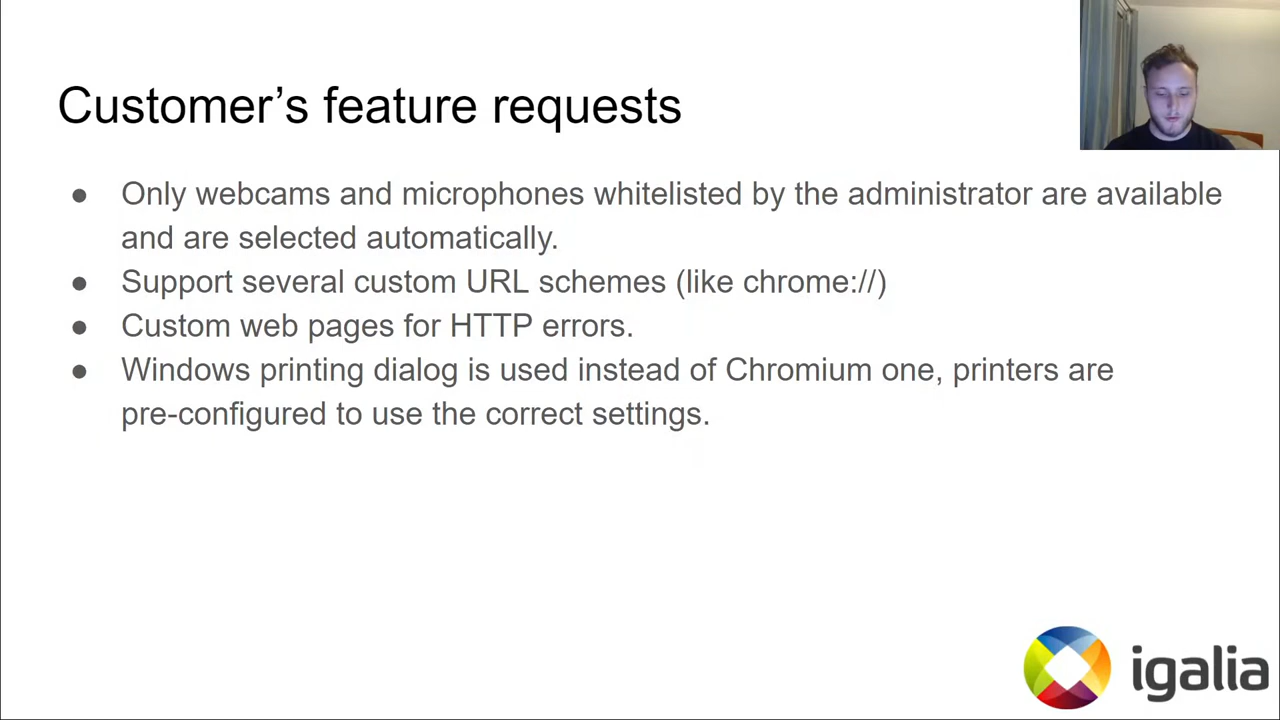 Customer’s feature requests
● Only webcams and microphones whitelisted by the administrator are available
and are selected automatically.
● Support several custom URL schemes (like chrome://)
● Custom web pages for HTTP errors.
● Windows printing dialog is used instead of Chromium one, printers are
pre-configured to use the correct settings.
igalia